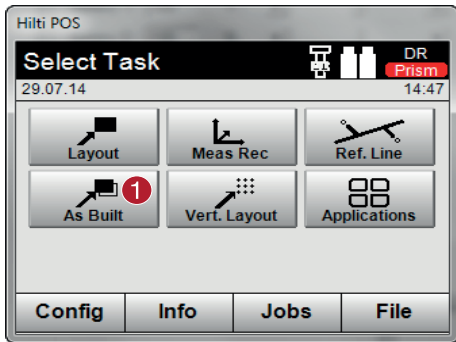 Hilti POS
Select Task
DR
Prism
29.07.14
14:47
Layout
Meas Rec
Ref. Line
1
As Built
Vert. Layout
Applications
Config
Info
Jobs
File